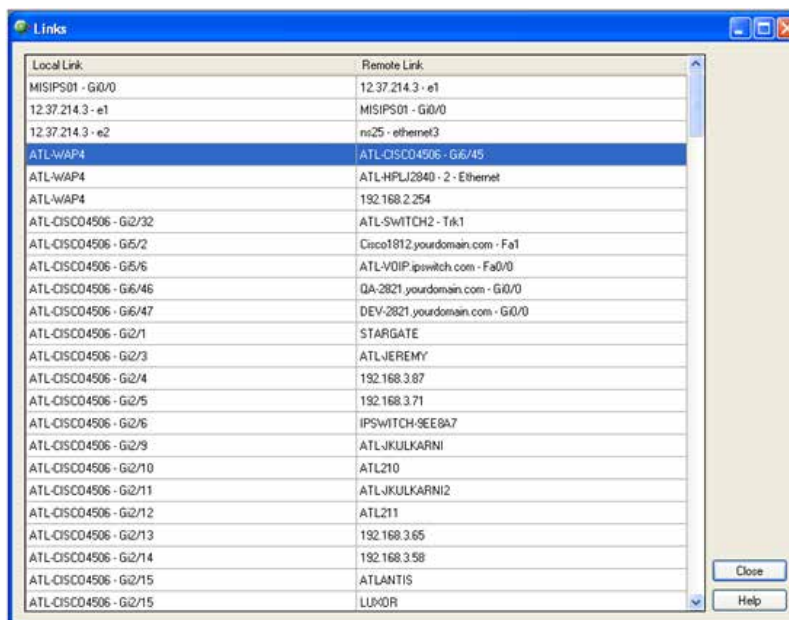 Links
Local Link Remote Link
MISIPS01 - Gi0/0 12.37.214.3 - e1
12.37.214.3 - e1 MISIPS01 - Gi0/0
12.37.214.3 - e2 ns25 - ethernet3
ATL-WAP4 ATL-CISCO4506 - Gi6/45
ATL-WAP4 ATL-HPLJ2840 - 2 - Ethernet
ATL-WAP4 192.168.2.254
ATL-CISCO4506 - Gi2/32 ATL-SWITCH2 - Trk1
ATL-CISCO4506 - Gi5/2 Cisco1812.yourdomain.com - Fa1
ATL-CISCO4506 - Gi5/6 ATL-VOIP.ipswitch.com - Fa0/0
ATL-CISCO4506 - Gi6/46 QA-2821.yourdomain.com - Gi0/0
ATL-CISCO4506 - Gi6/47 DEV-2821.yourdomain.com - Gi0/0
ATL-CISCO4506 - Gi2/1 STARGATE
ATL-CISCO4506 - Gi2/3 ATL-JEREMY
ATL-CISCO4506 - Gi2/4 192.168.3.87
ATL-CISCO4506 - Gi2/5 192.168.3.71
ATL-CISCO4506 - Gi2/6 IPSWITCH-9EE8A7
ATL-CISCO4506 - Gi2/9 ATL-JKULKARNI
ATL-CISCO4506 - Gi2/10 ATL210
ATL-CISCO4506 - Gi2/11 ATL-JKULKARNI2
ATL-CISCO4506 - Gi2/12 ATL211
ATL-CISCO4506 - Gi2/13 192.168.3.65
ATL-CISCO4506 - Gi2/14 192.168.3.58
ATL-CISCO4506 - Gi2/15 ATLANTIS
ATL-CISCO4506 - Gi2/15 LUXOR
Close
Help